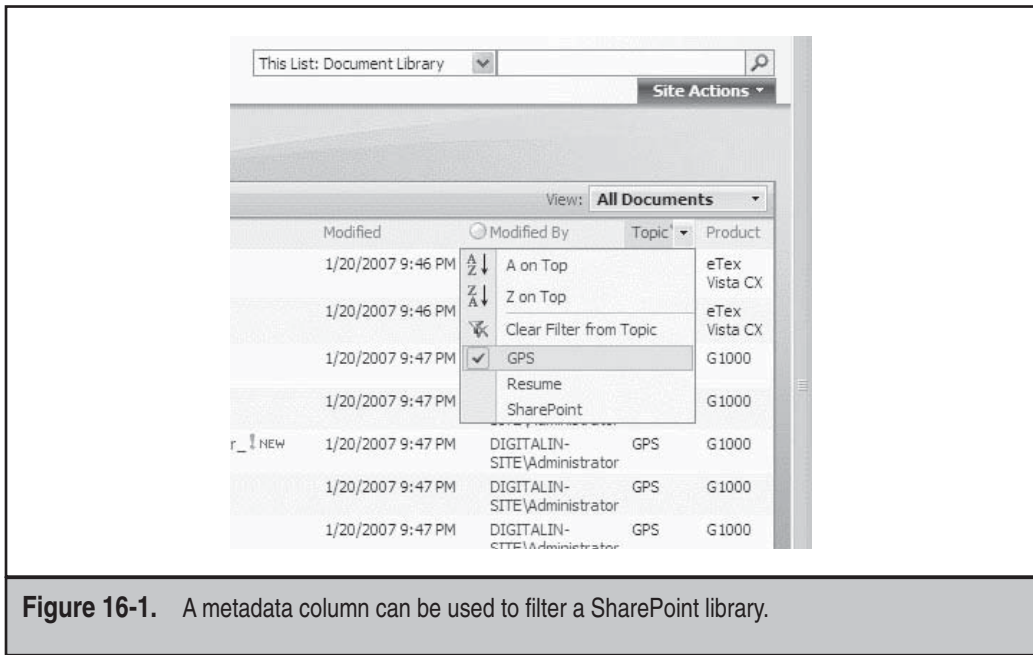 This List: Document Library
Site Actions
View: All Documents
Modified Modified By Topic Product
1/20/2007 9:46 PM A on Top eTex
Z on Top Vista CX
1/20/2007 9:46 PM eTex
Clear Filter from Topic Vista CX
1/20/2007 9:47 PM GPS G1000
Resume
1/20/2007 9:47 PM SharePoint G1000
r_! NEW 1/20/2007 9:47 PM DIGITALIN- GPS G1000
SITE\Administrator
1/20/2007 9:47 PM DIGITALIN- GPS G1000
SITE\Administrator
1/20/2007 9:47 PM DIGITALIN- GPS G1000
SITE\Administrator
Figure 16-1. A metadata column can be used to filter a SharePoint library.